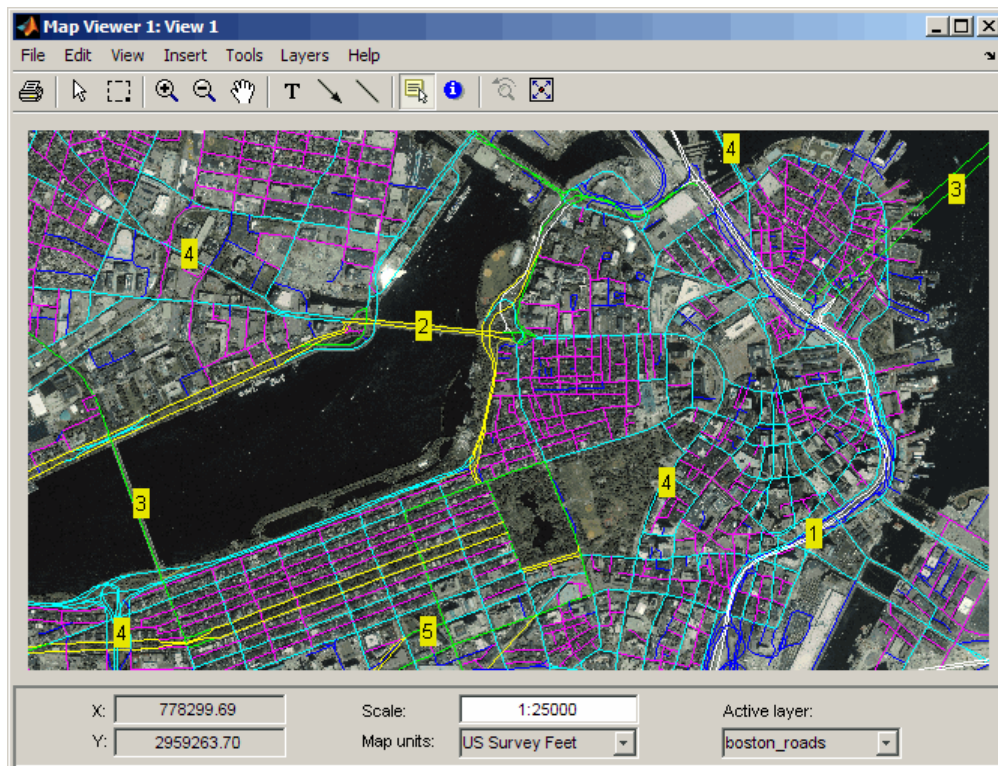 Map Viewer 1: View 1
File Edit View Insert Tools Layers Help
T
4
3
4
2
4
3
1
4
5
X: 778299.69
Scale: 1:25000
Active layer:
Y: 2959263.70
Map units: US Survey Feet
boston_roads